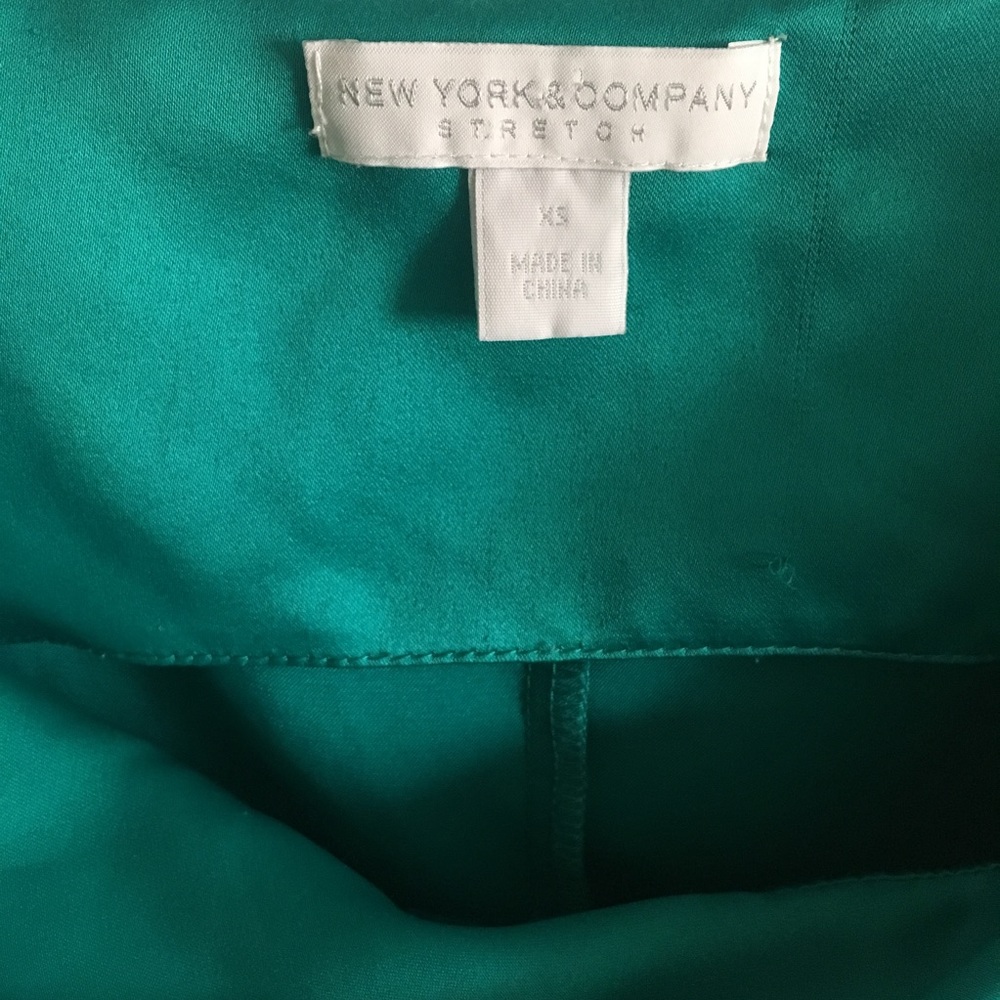 NEW YORK & COMPANY
STRETCH
XS
MADE IN
CHINA